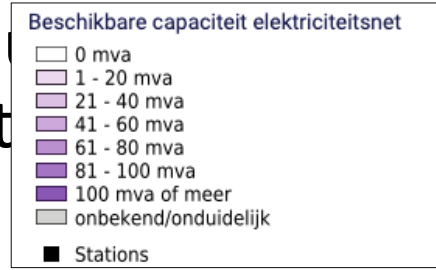 Beschikbare capaciteit elektriciteitsnet
0 mva
1 - 20 mva
21 - 40 mva
41 - 60 mva
61 - 80 mva
81 - 100 mva
100 mva of meer
onbekend/onduidelijk
Stations